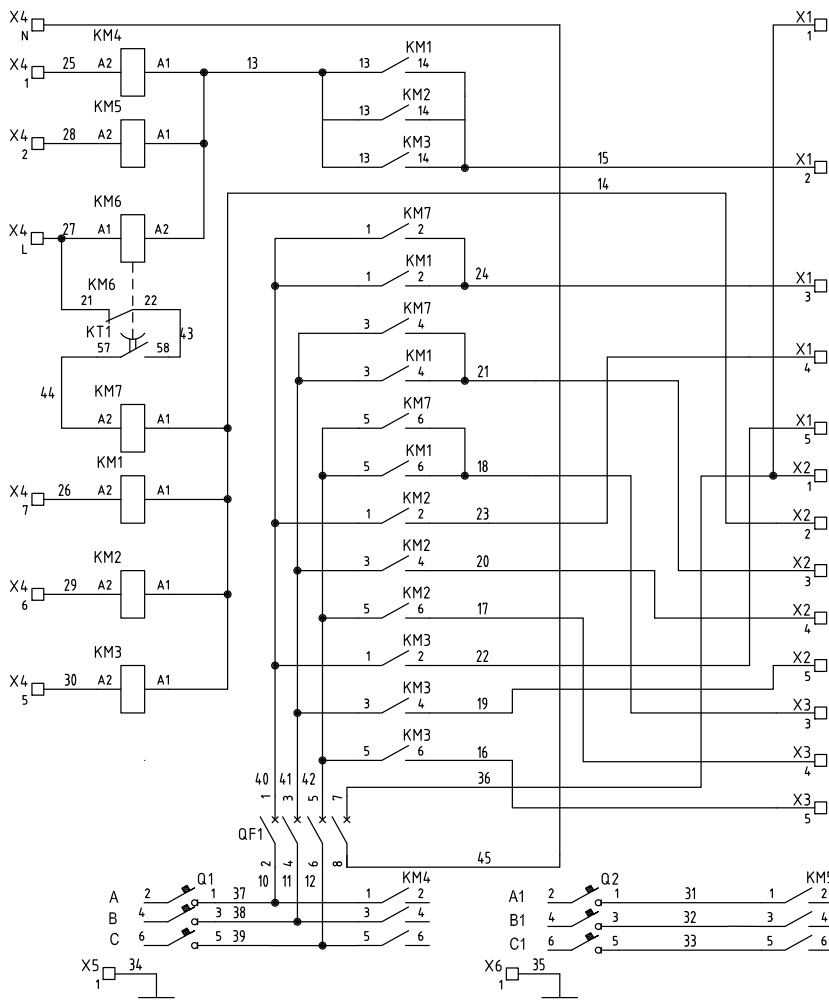 X4 N X1 1
KM4 KM1
X4 1 25 A2 A1 13 13 14
KM5 KM2
13 14
X4 2 28 A2 A1 KM3
13 14 15 X1 2
14
KM6 KM7
X4 L 27 A1 A2 1 2
KM6 KM1
1 2 24 X1 3
21 22 KM7
KT1 43 3 4
57 58 KM1 X1 4
44 3 4 21
KM7 KM7
A2 A1 5 6 X1 5
KM1 KM1
5 6 18 X2 1
X4 7 26 A2 A1 KM2
1 2 23 X2 2
KM2 KM2
3 4 20 X2 3
X4 6 29 A2 A1 KM2
5 6 17 X2 4
KM3 KM3
1 2 22 X2 5
X4 5 30 A2 A1 KM3
3 4 19 X3 3
KM3
5 6 16 X3 4
40 41 42 36
1 3 5 7 X3 5
QF1
2 4 6 8 45
10 11 12
Q1 KM4 Q2 KM5
A 2 1 37 1 2 A1 2 1 31 1 2
B 4 3 38 3 4 B1 4 3 32 3 4
C 6 5 39 5 6 C1 6 5 33 5 6
X5 1 34 X6 1 35